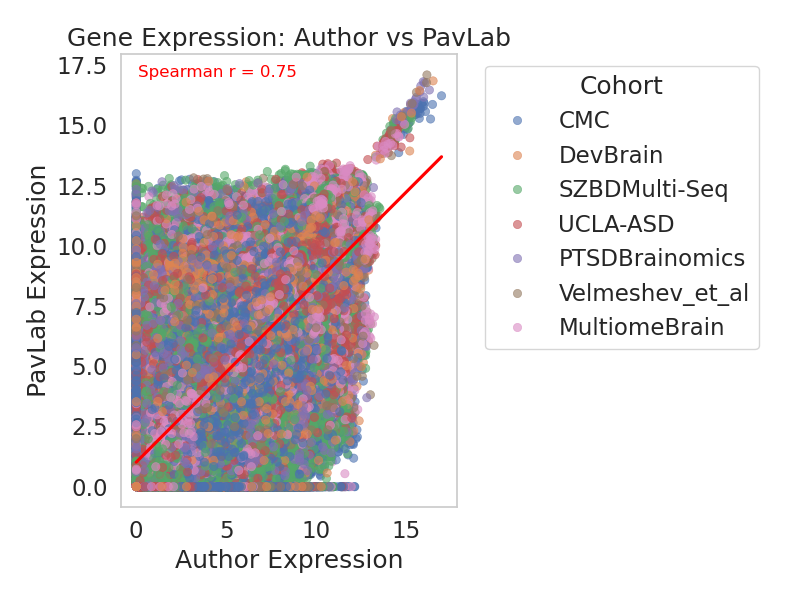 Gene Expression: Author vs PavLab
Spearman r = 0.75
PavLab Expression
17.5
15.0
12.5
10.0
7.5
5.0
2.5
0.0
0 5 10 15
Author Expression
Cohort
CMC
DevBrain
SZBDMulti-Seq
UCLA-ASD
PTSDBrainomics
Velmeshev_et_al
MultiomeBrain